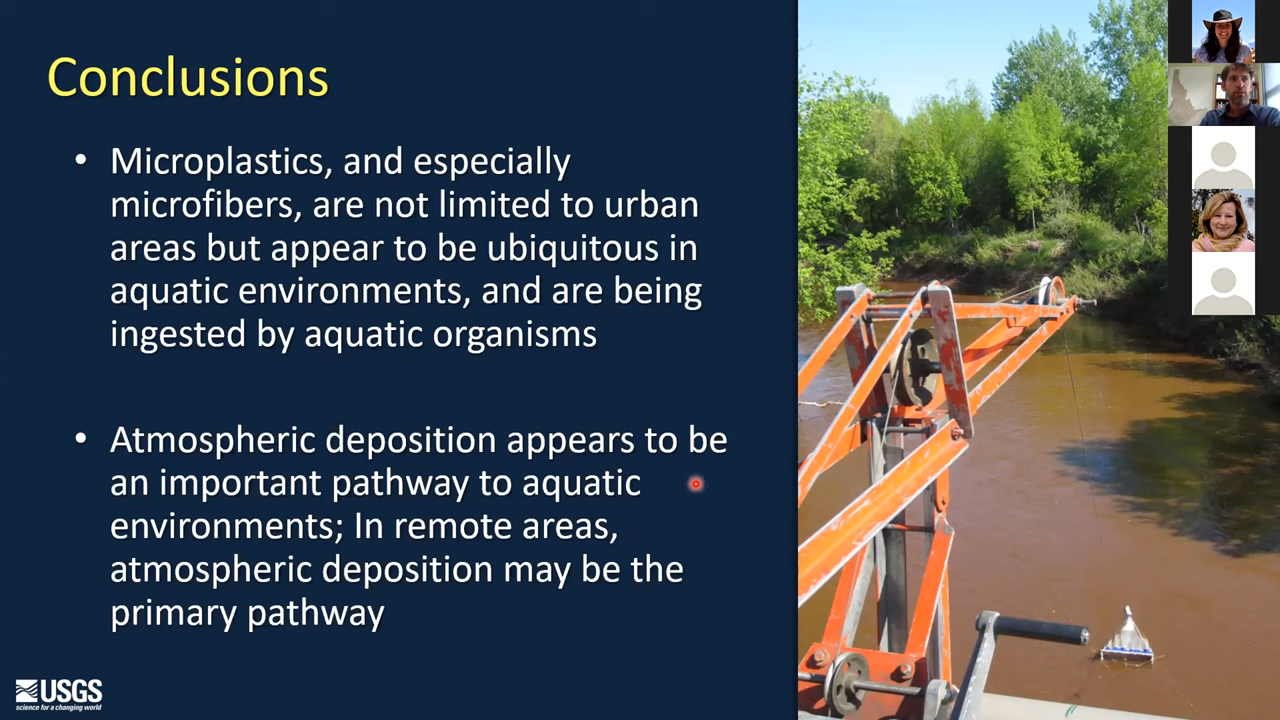 Conclusions
• Microplastics, and especially
microfibers, are not limited to urban
areas but appear to be ubiquitous in
aquatic environments, and are being
ingested by aquatic organisms
• Atmospheric deposition appears to be
an important pathway to aquatic
environments; In remote areas,
atmospheric deposition may be the
primary pathway
USGS
science for a changing world